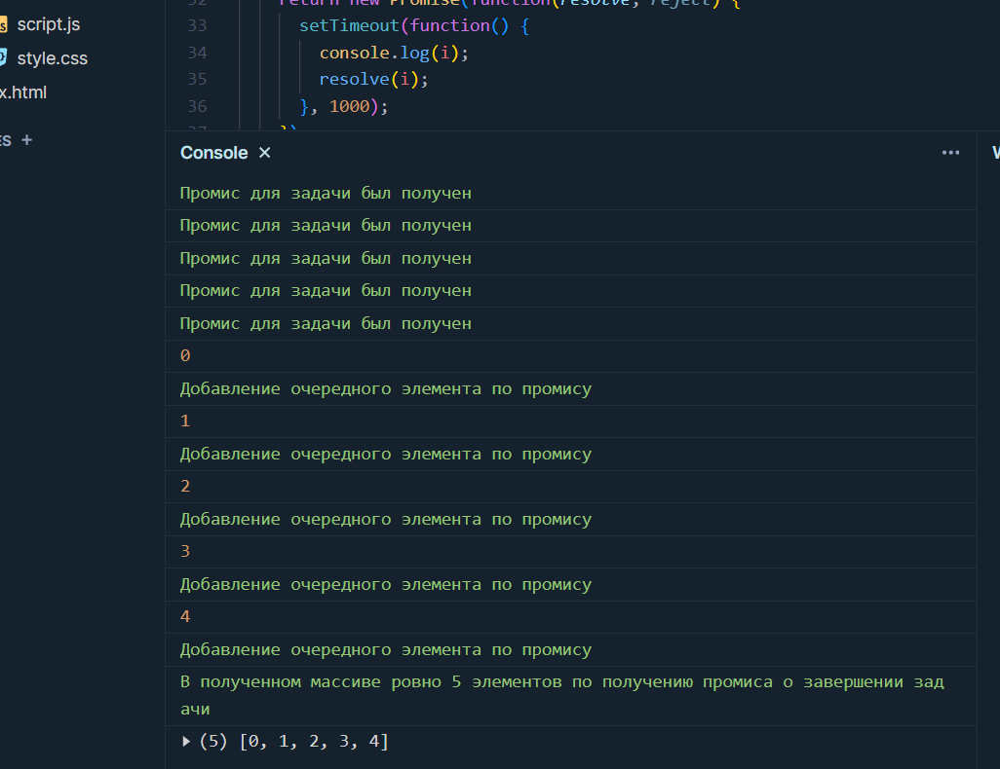 script.js
style.css
x.html
ES +
32 return new Promise(function(resolve, reject) {
33 setTimeout(function() {
34 console.log(i);
35 resolve(i);
36 }, 1000);
37 })
Console ×
Промис для задачи был получен
Промис для задачи был получен
Промис для задачи был получен
Промис для задачи был получен
Промис для задачи был получен
0
Добавление очередного элемента по промису
1
Добавление очередного элемента по промису
2
Добавление очередного элемента по промису
3
Добавление очередного элемента по промису
4
Добавление очередного элемента по промису
В полученном массиве ровно 5 элементов по получению промиса о завершении зад
ачи
(5) [0, 1, 2, 3, 4]